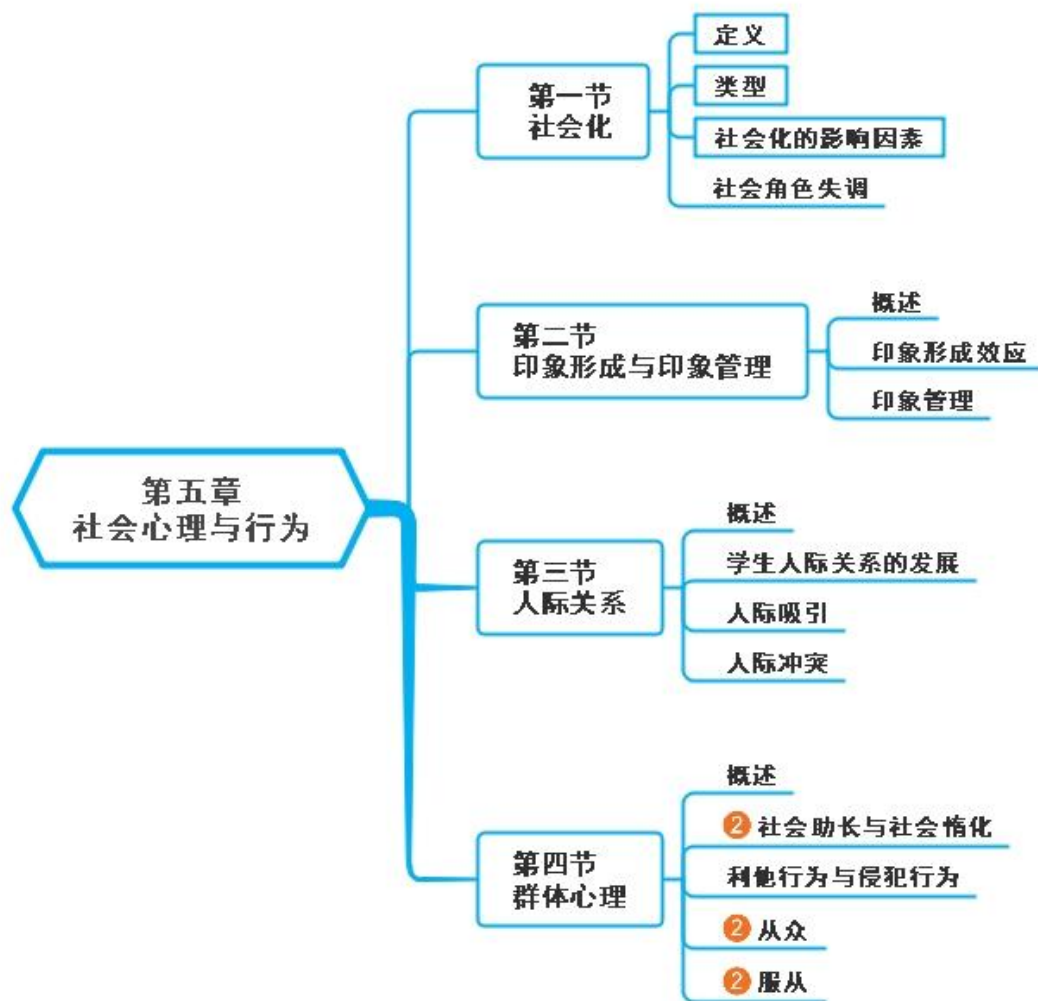 第五章
社会心理与行为
第一节
社会化
定义
类型
社会化的影响因素
社会角色失调
第二节
印象形成与印象管理
概述
印象形成效应
印象管理
第三节
人际关系
概述
学生人际关系的发展
人际吸引
人际冲突
第四节
群体心理
概述
2 社会助长与社会惰化
利他行为与侵犯行为
2 从众
2 服从